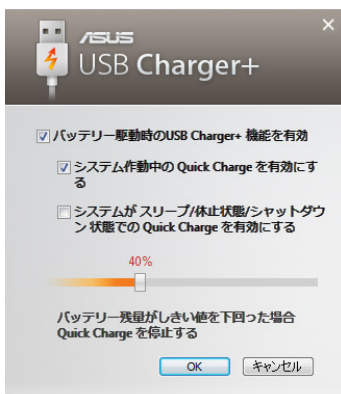 ASUS
USB Charger+
バッテリー駆動時のUSB Charger+ 機能を有効
システム作動中の Quick Charge を有効にす
る
システムが スリープ/休止状態/シャットダウ
ン 状態での Quick Charge を有効にする
40%
バッテリー残量がしきい値を下回った場合
Quick Charge を停止する
OK
キャンセル